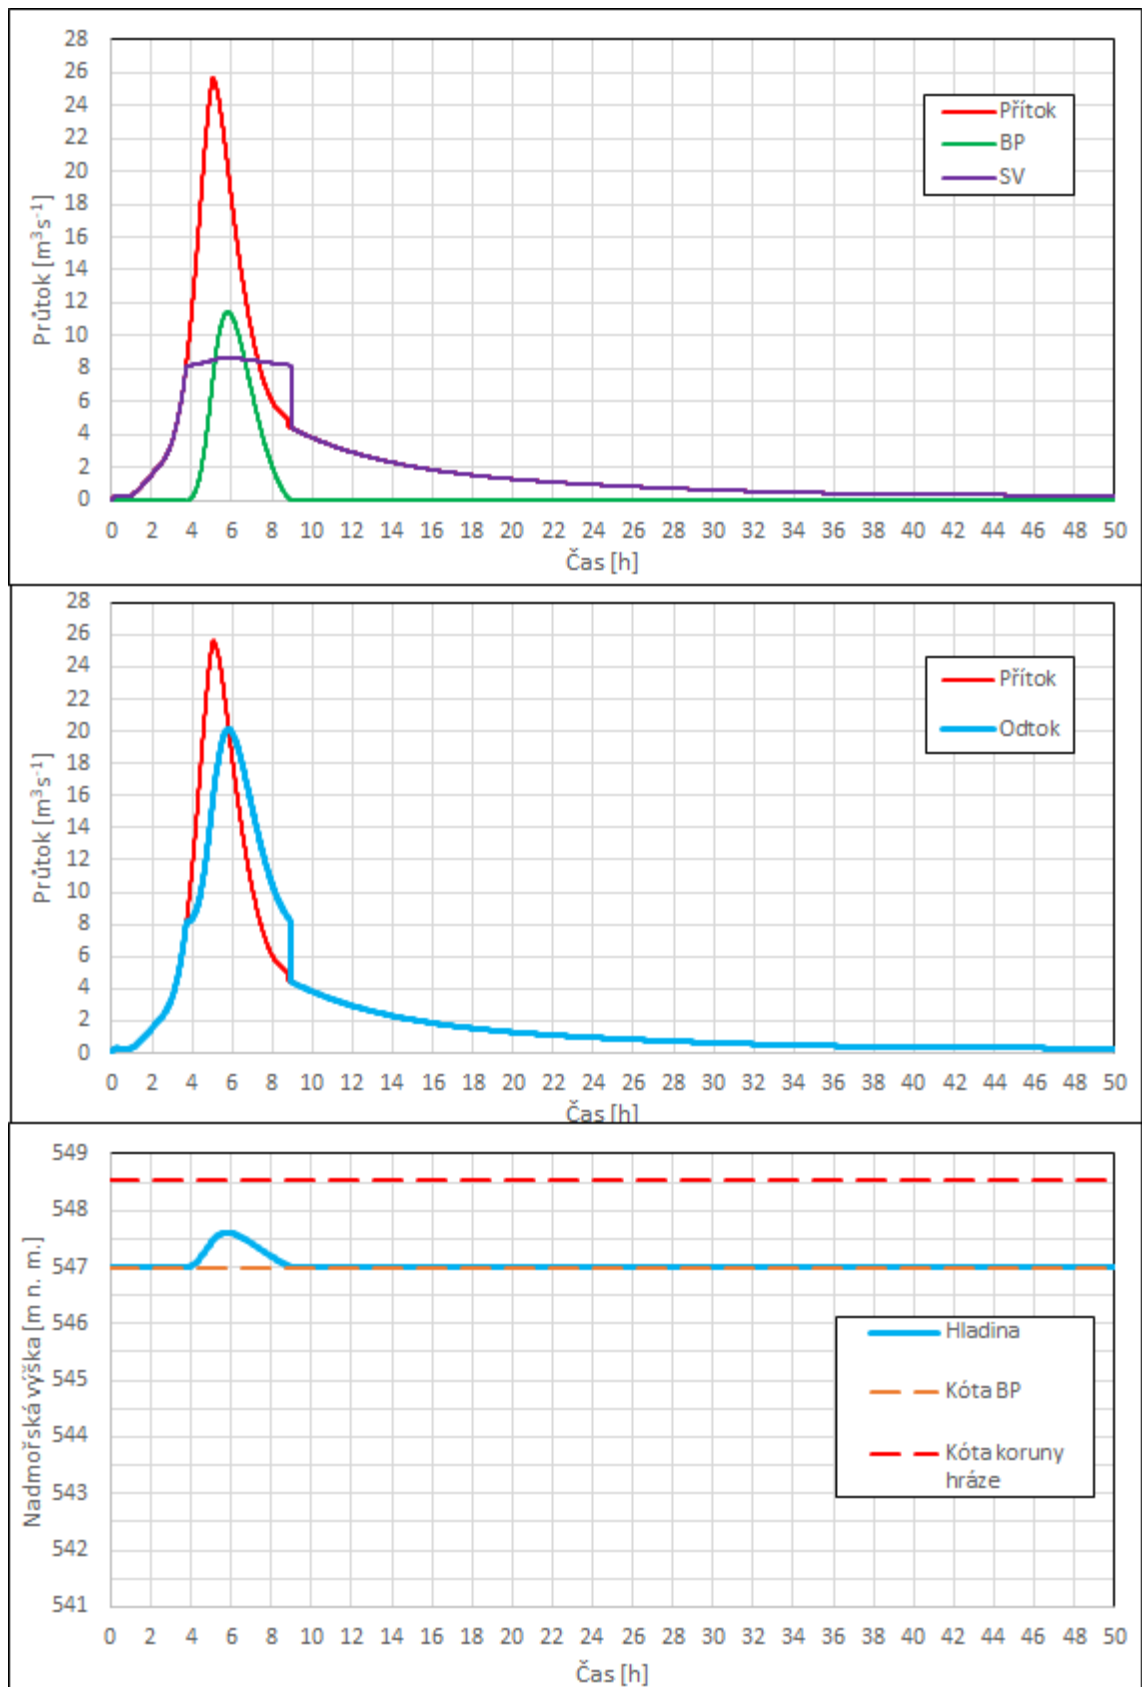 28
26
24
22
20
18
16
14
12
10
8
6
4
2
0
Průtok [m³s⁻¹]
Přítok
BP
SV
0 2 4 6 8 10 12 14 16 18 20 22 24 26 28 30 32 34 36 38 40 42 44 46 48 50
Čas [h]
28
26
24
22
20
18
16
14
12
10
8
6
4
2
0
Průtok [m³s⁻¹]
Přítok
Odtok
0 2 4 6 8 10 12 14 16 18 20 22 24 26 28 30 32 34 36 38 40 42 44 46 48 50
Čas [h]
549
548
547
546
545
544
543
542
541
Nadmořská výška [m n. m.]
Hladina
Kóta BP
Kóta koruny
hráze
0 2 4 6 8 10 12 14 16 18 20 22 24 26 28 30 32 34 36 38 40 42 44 46 48 50
Čas [h]